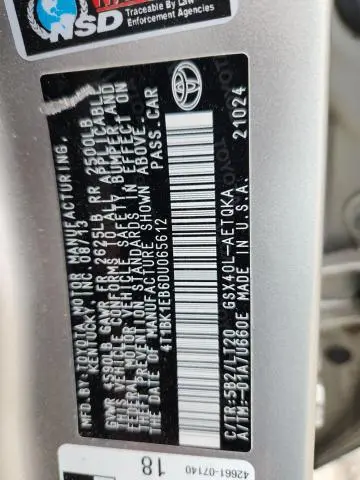 NSD
Traceable By Law
Enforcement Agencies
MFD. BY: TOYOTA MOTOR MANUFACTURING,
KENTUCKY, INC. 08/13
GVWR 4590LB GAWR FR 2625LB RR 2500LB
THIS VEHICLE CONFORMS TO ALL APPLICABLE
FEDERAL MOTOR VEHICLE SAFETY, BUMPER, AND
THEFT PREVENTION STANDARDS IN EFFECT ON
THE DATE OF MANUFACTURE SHOWN ABOVE.
4T1BK1EB6DU065612 PASS.CAR
C/TR:5B2/LT20 GSX40L-AETQKA
A/TM:-01A/U660E U.S.A. 21024
42661-07140
18